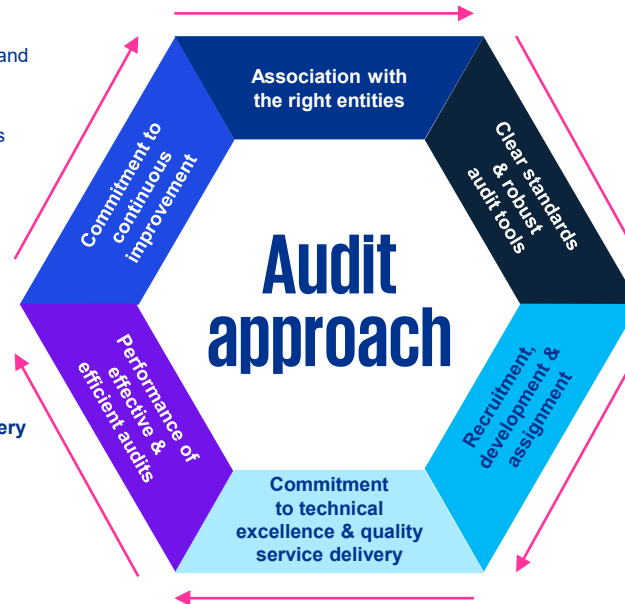 and
s
ery
Association with
the right entities
Clear standards
& robust
audit tools
Recruitment,
development &
assignment
Commitment
to technical
excellence & quality
service delivery
Performance of
effective &
efficient audits
Commitment to
continuous
improvement
Audit
approach